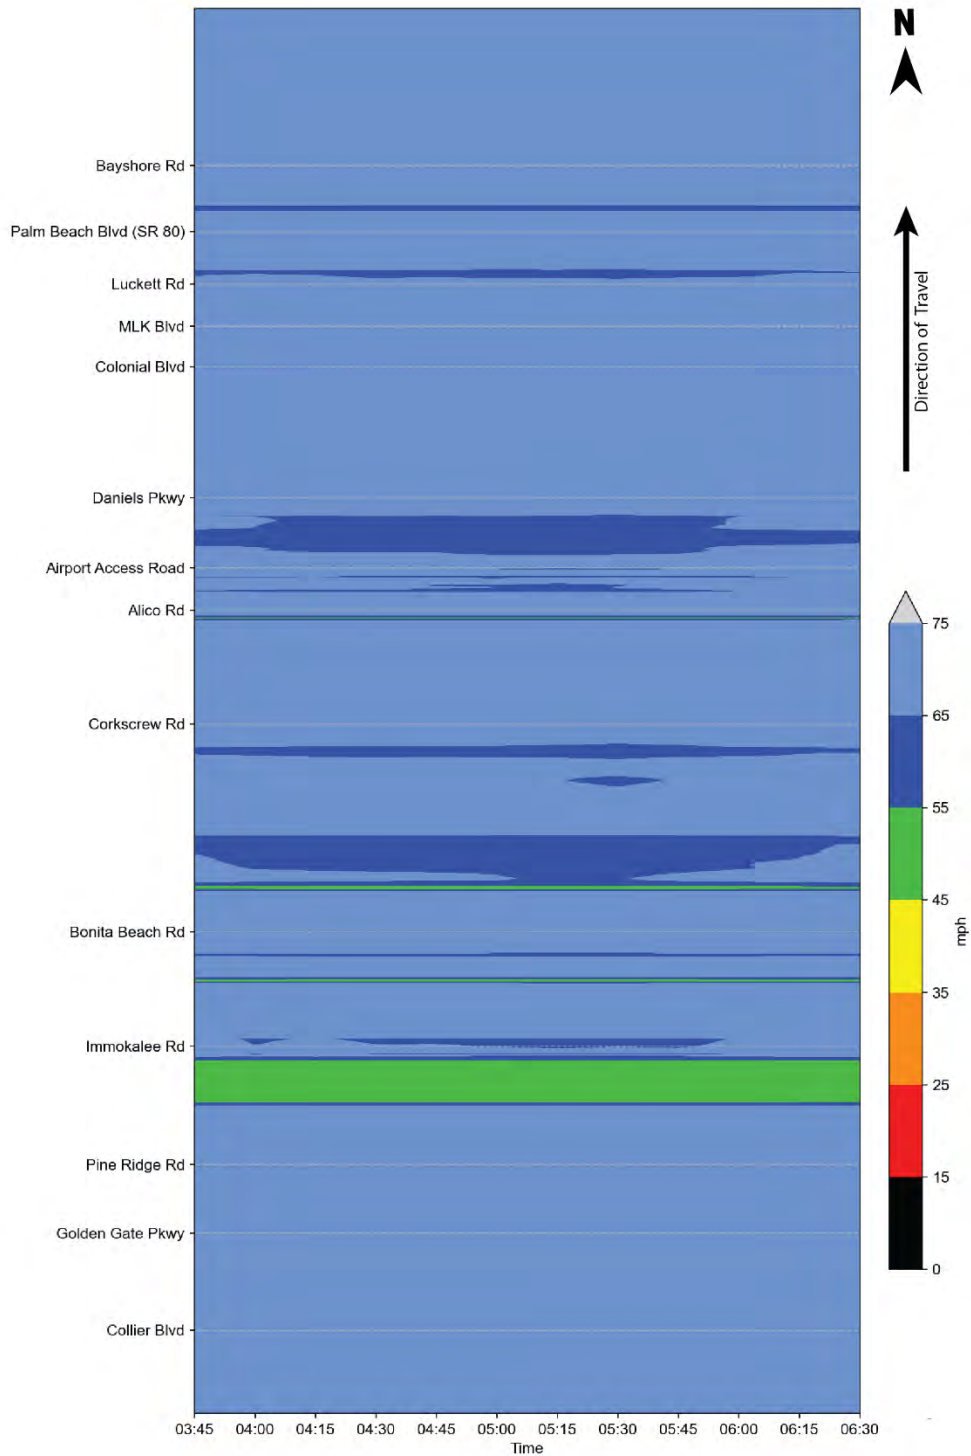 N
Bayshore Rd
Palm Beach Blvd (SR 80)
Luckett Rd
MLK Blvd
Colonial Blvd
Daniels Pkwy
Airport Access Road
Alico Rd
Corkscrew Rd
Bonita Beach Rd
Immokalee Rd
Pine Ridge Rd
Golden Gate Pkwy
Collier Blvd
Direction of Travel
75
65
55
45
35
25
15
0
mph
03:45 04:00 04:15 04:30 04:45 05:00 05:15 05:30 05:45 06:00 06:15 06:30
Time